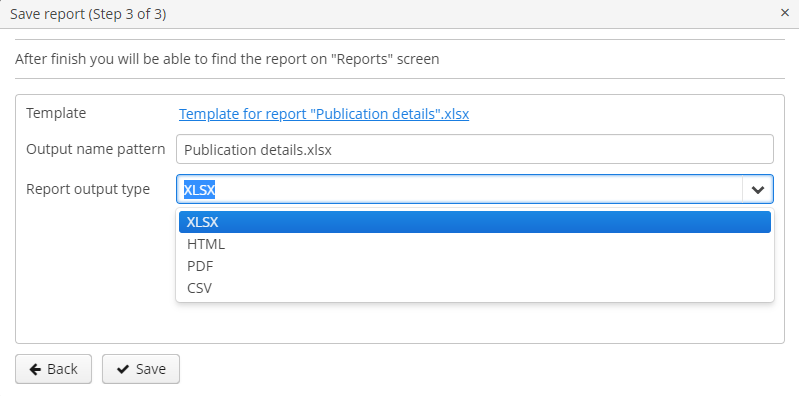 Save report (Step 3 of 3)
After finish you will be able to find the report on "Reports" screen
Template Template for report "Publication details".xlsx
Output name pattern Publication details.xlsx
Report output type XLSX
XLSX
HTML
PDF
CSV
Back Save